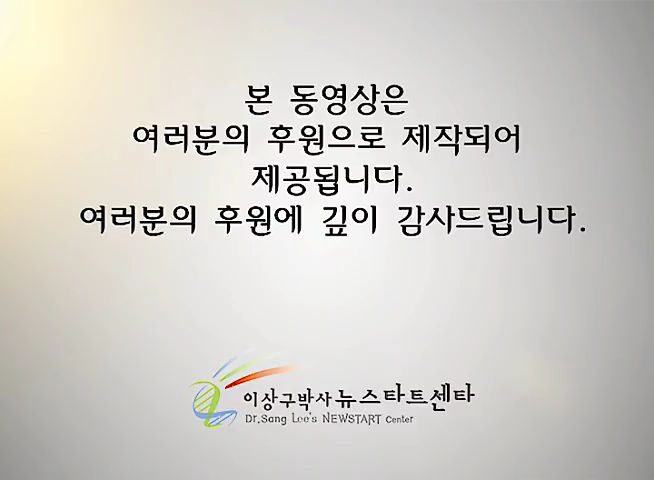 본 동영상은
여러분의 후원으로 제작되어
제공됩니다.
여러분의 후원에 깊이 감사드립니다.
이상구박사 뉴스타트센타
Dr.Sang Lee's NEWSTART Center